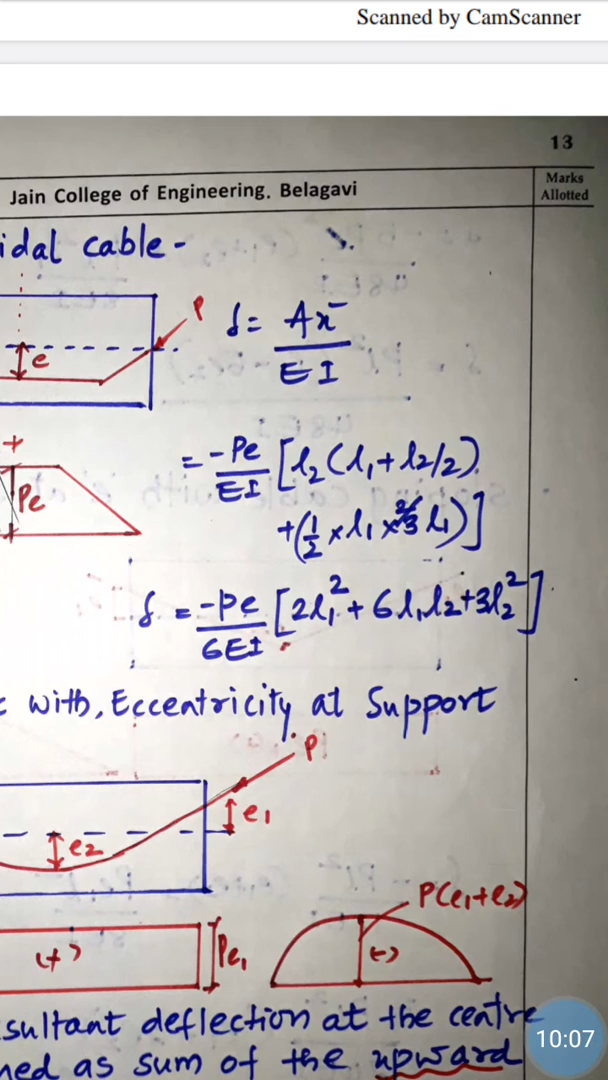 Scanned by CamScanner
13
Jain College of Engineering. Belagavi
Marks
Allotted
idal cable -
P
δ = Ax̄
EI
e
+
Pe
= -Pe/EI [l₂(l₁+l₂/2)
+(1/2 × l₁ × 2/3 l₁)]
δ = -Pe/6EI [2l₁² + 6l₁l₂ + 3l₂²]
c with, Eccentricity at Support
P
e₁
e₂
P(e₁+e₂)
(+)
Pe₁
(-)
sultant deflection at the centre
ned as sum of the upward
10:07